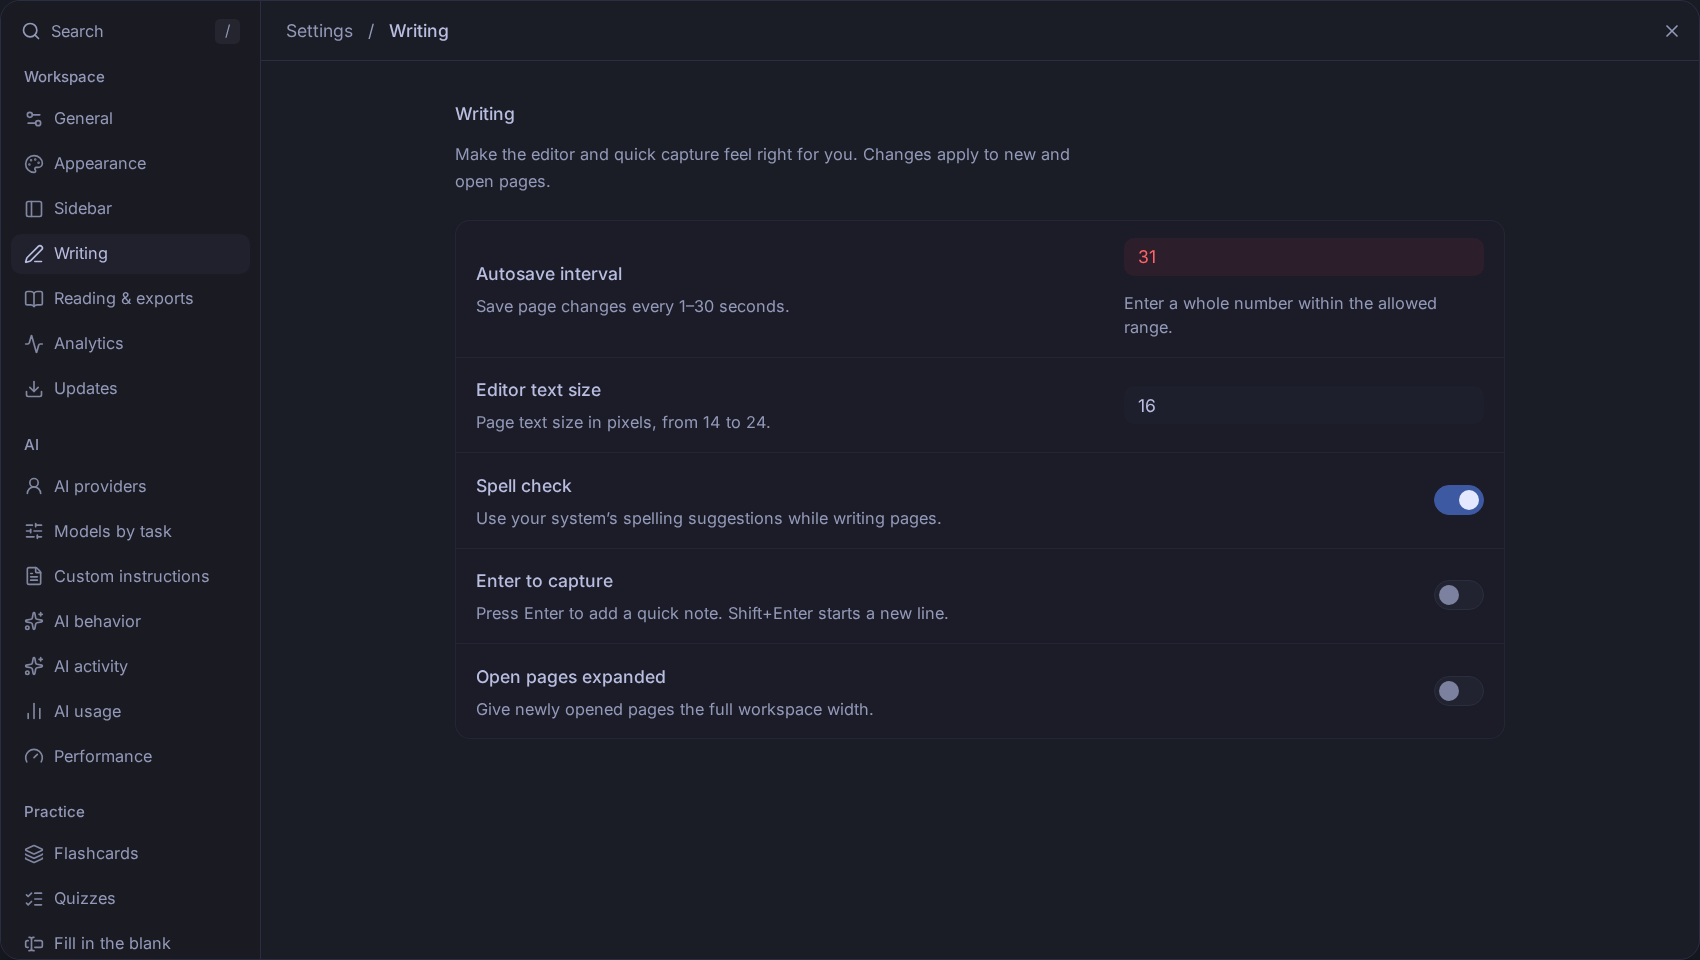 Search /
Workspace
General
Appearance
Sidebar
Writing
Reading & exports
Analytics
Updates
AI
AI providers
Models by task
Custom instructions
AI behavior
AI activity
AI usage
Performance
Practice
Flashcards
Quizzes
Fill in the blank
Settings / Writing
Writing
Make the editor and quick capture feel right for you. Changes apply to new and
open pages.
Autosave interval
Save page changes every 1–30 seconds.
31
Enter a whole number within the allowed
range.
Editor text size
Page text size in pixels, from 14 to 24.
16
Spell check
Use your system’s spelling suggestions while writing pages.
Enter to capture
Press Enter to add a quick note. Shift+Enter starts a new line.
Open pages expanded
Give newly opened pages the full workspace width.